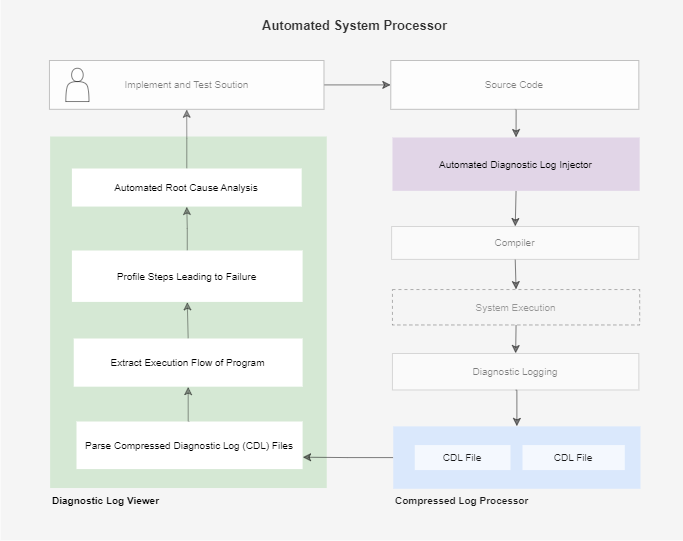 Automated System Processor
Implement and Test Soution
Source Code
Automated Diagnostic Log Injector
Automated Root Cause Analysis
Compiler
Profile Steps Leading to Failure
System Execution
Extract Execution Flow of Program
Diagnostic Logging
Parse Compressed Diagnostic Log (CDL) Files
CDL File
CDL File
Diagnostic Log Viewer
Compressed Log Processor